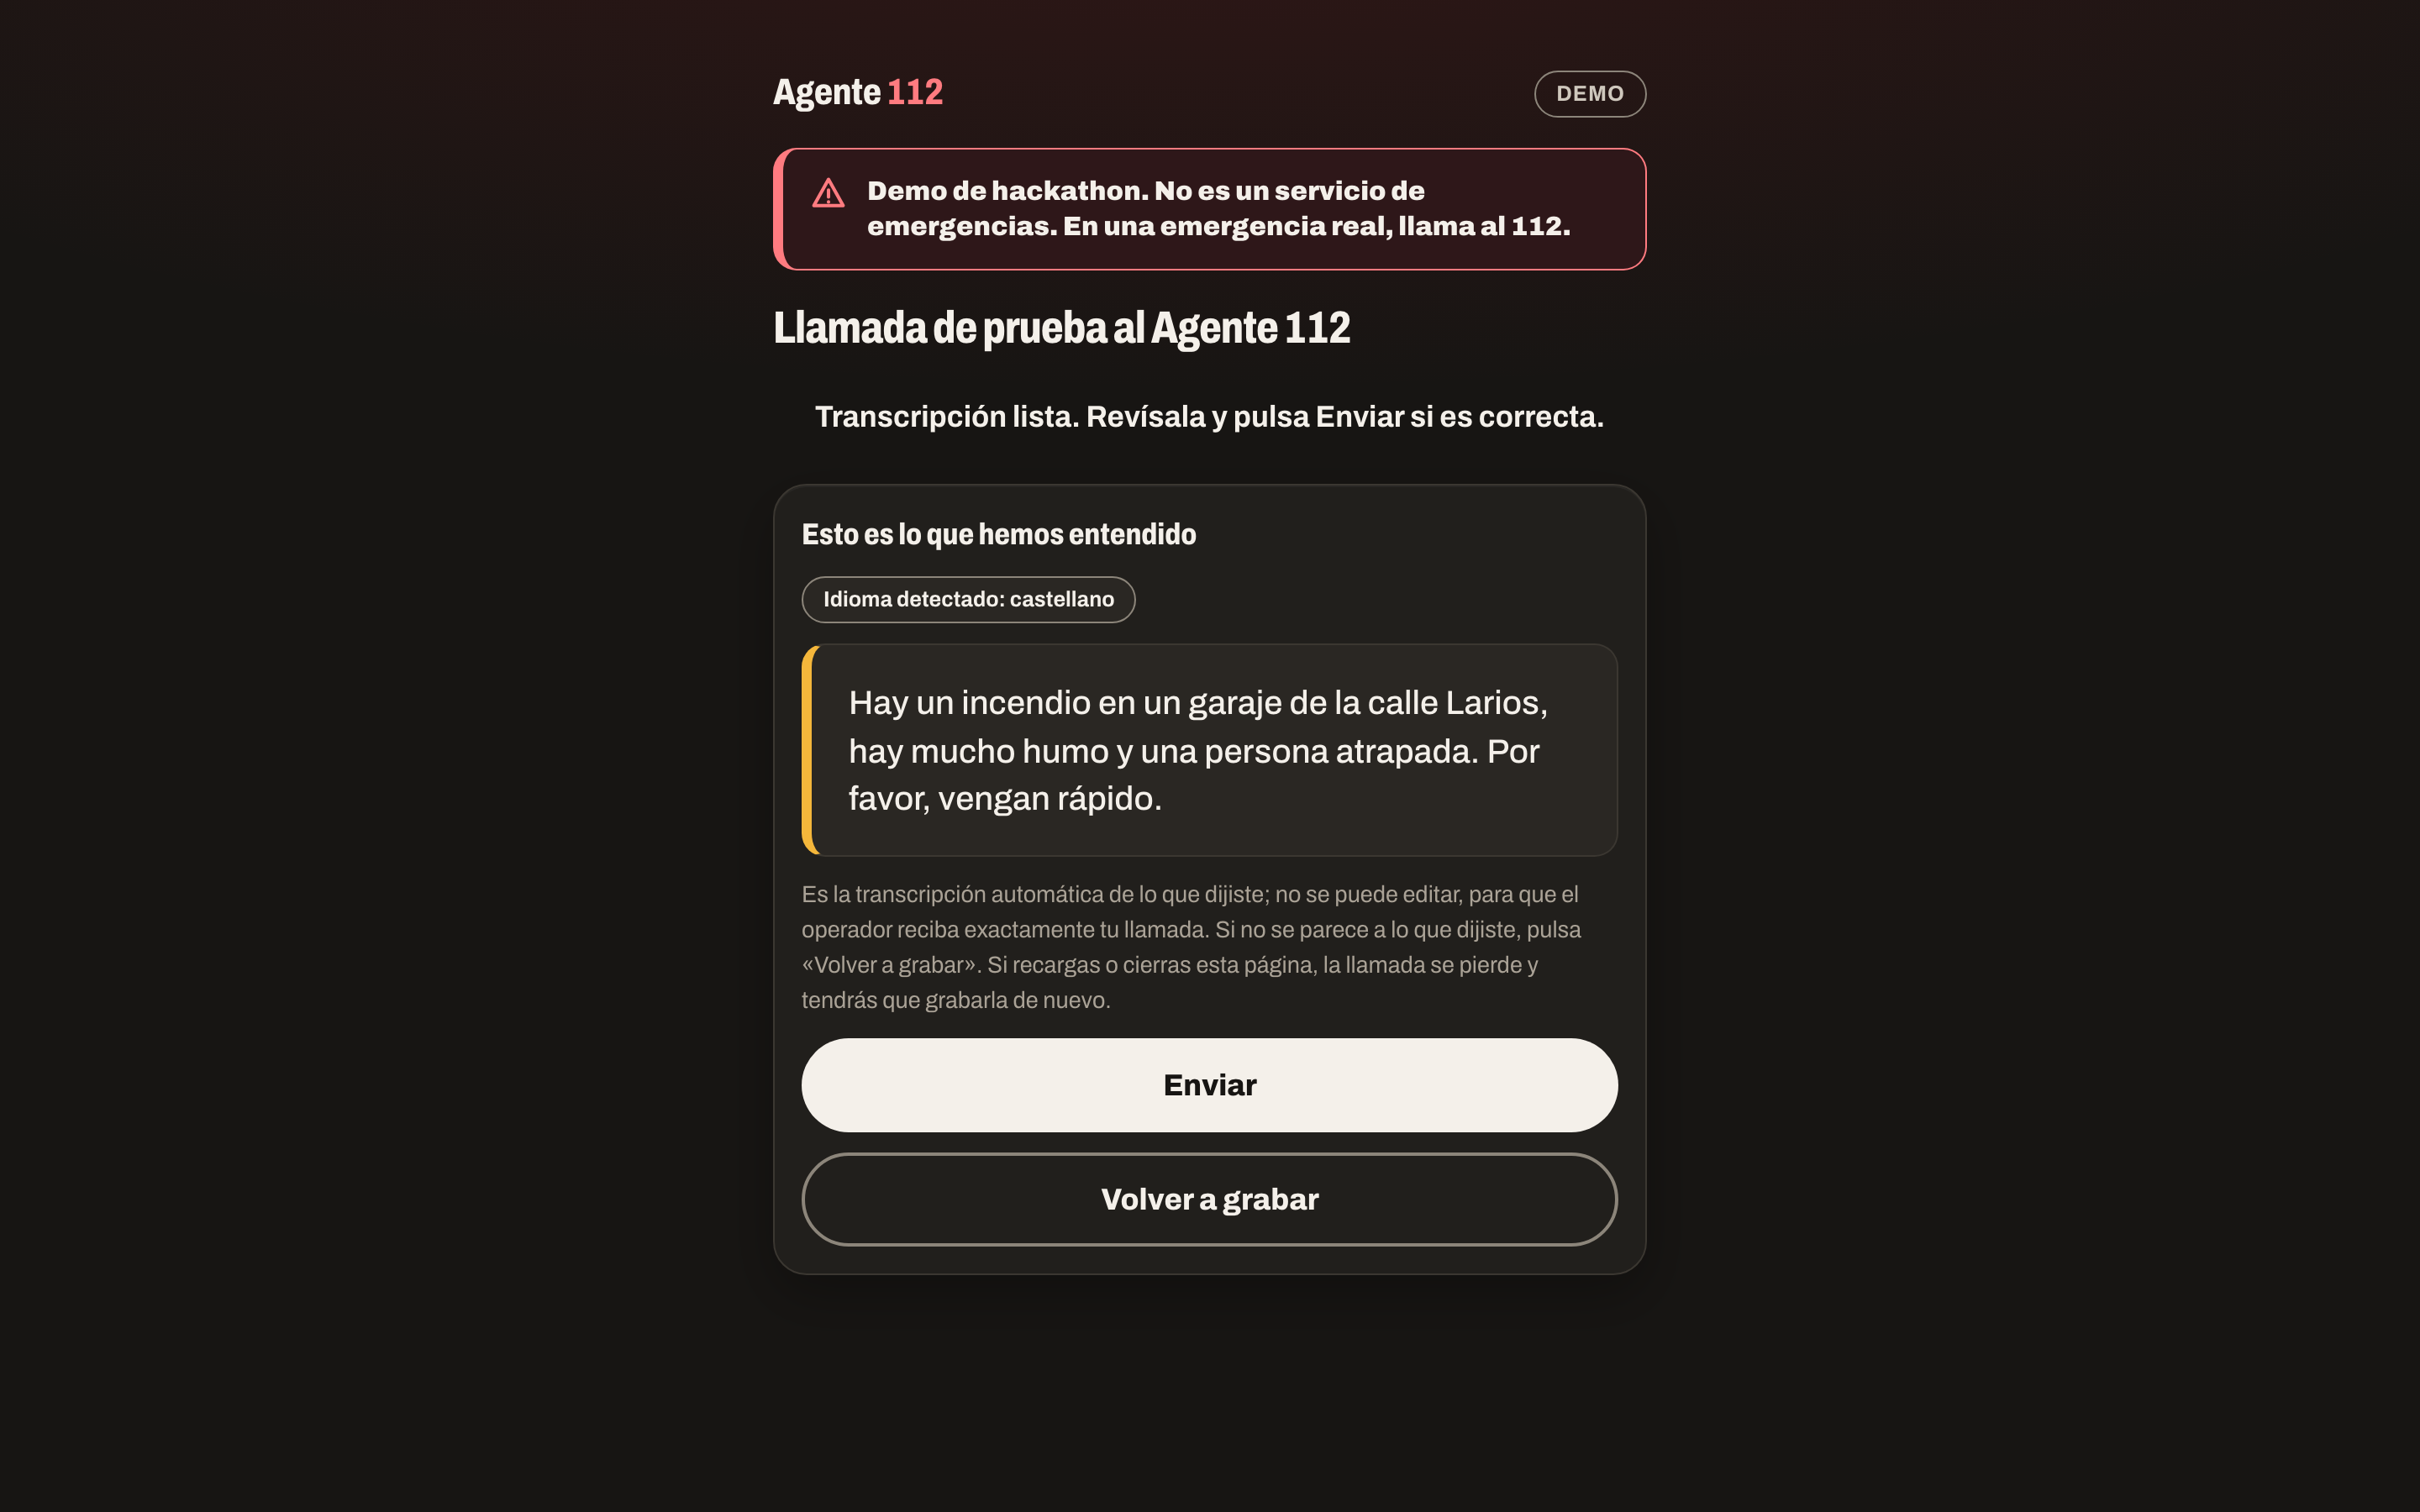 Agente 112
DEMO
Demo de hackathon. No es un servicio de
emergencias. En una emergencia real, llama al 112.
Llamada de prueba al Agente 112
Transcripción lista. Revísala y pulsa Enviar si es correcta.
Esto es lo que hemos entendido
Idioma detectado: castellano
Hay un incendio en un garaje de la calle Larios,
hay mucho humo y una persona atrapada. Por
favor, vengan rápido.
Es la transcripción automática de lo que dijiste; no se puede editar, para que el
operador reciba exactamente tu llamada. Si no se parece a lo que dijiste, pulsa
«Volver a grabar». Si recargas o cierras esta página, la llamada se pierde y
tendrás que grabarla de nuevo.
Enviar
Volver a grabar